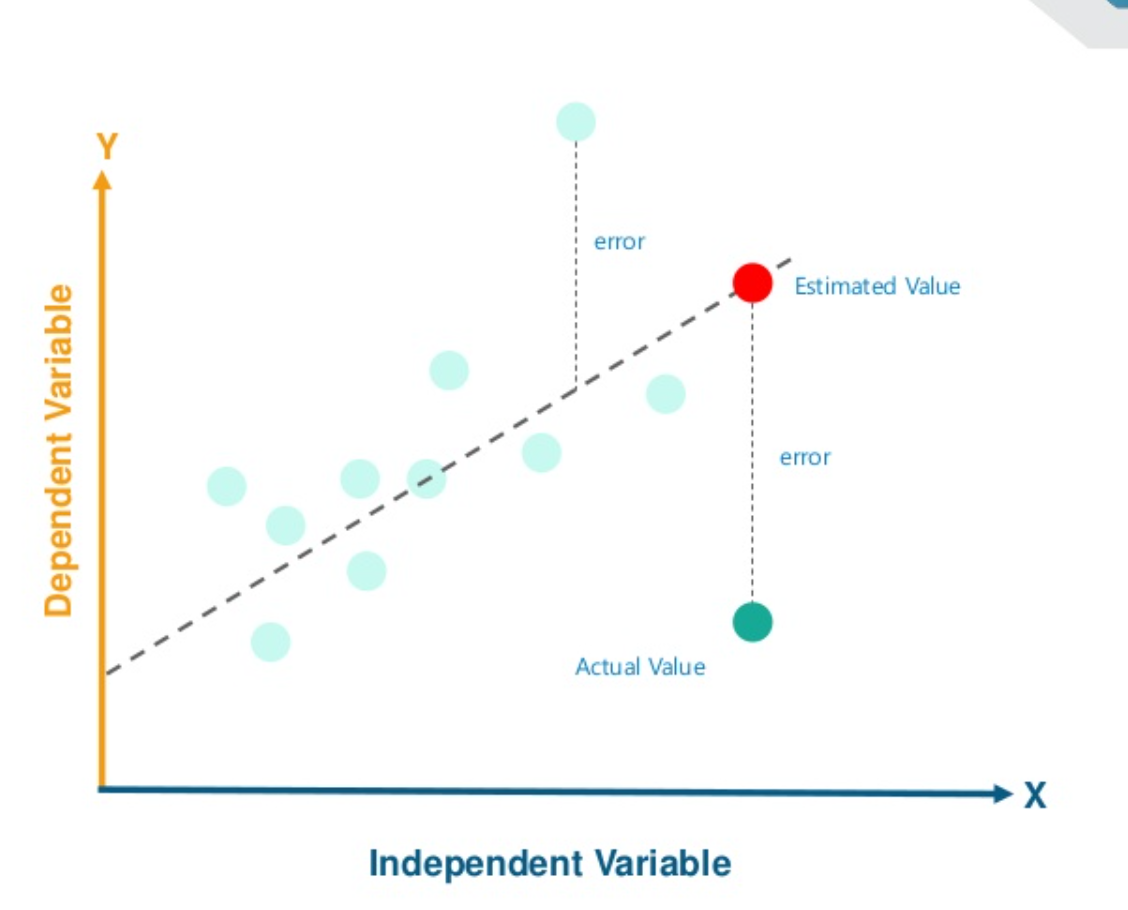 Y
error
Estimated Value
Dependent Variable
error
Actual Value
X
Independent Variable